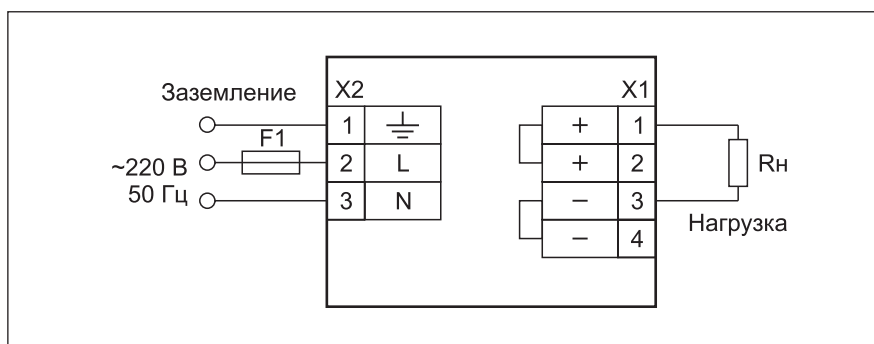 Заземление
F1
~220 В
50 Гц
X2
1
2 L
3 N
X1
+ 1
+ 2
– 3
– 4
Rн
Нагрузка